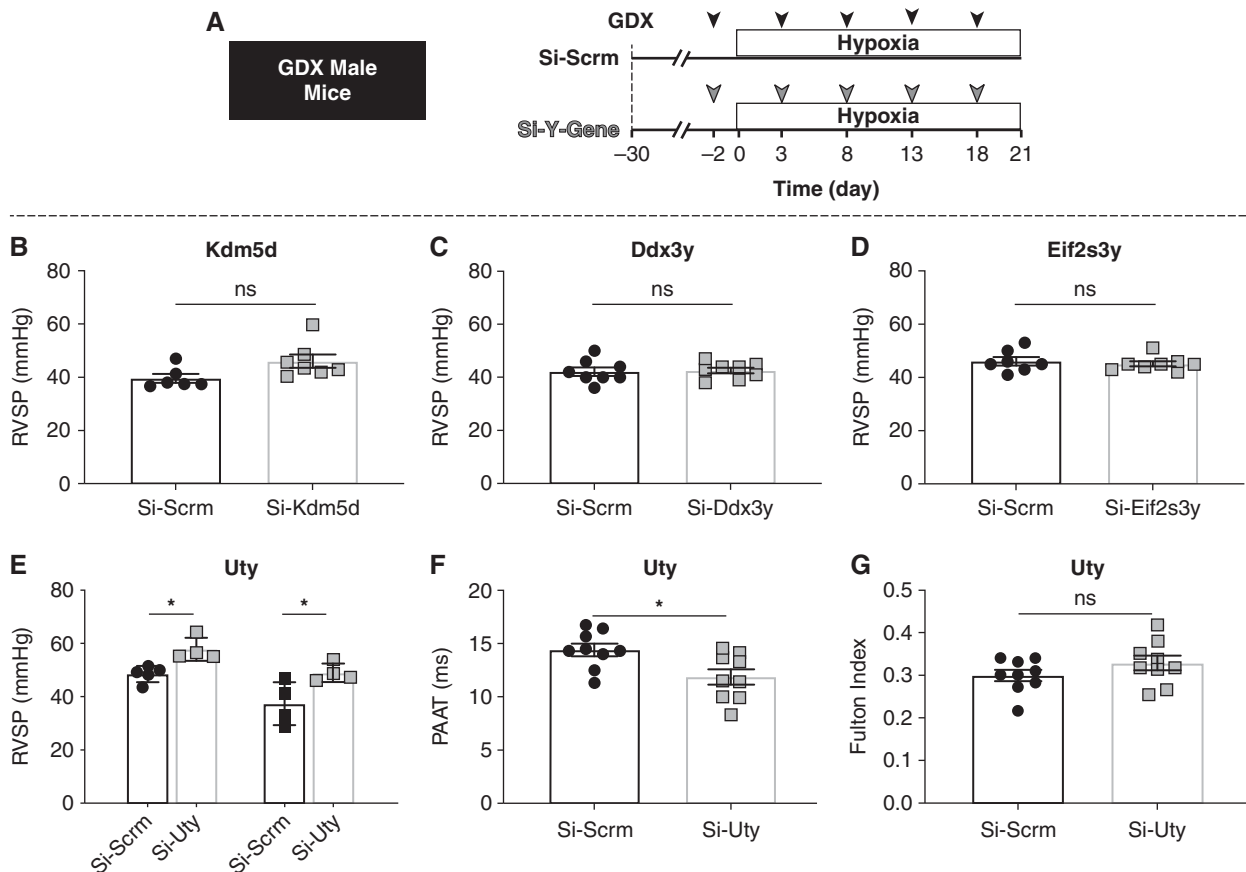 A
GDX Male
Mice
GDX
Si-Scrm
Hypoxia
Si-Y-Gene
Hypoxia
–30
–2 0 3 8 13 18 21
Time (day)
B
Kdm5d
RVSP (mmHg)
80
60
40
20
0
ns
Si-Scrm Si-Kdm5d
C
Ddx3y
RVSP (mmHg)
80
60
40
20
0
ns
Si-Scrm Si-Ddx3y
D
Eif2s3y
RVSP (mmHg)
80
60
40
20
0
ns
Si-Scrm Si-Eif2s3y
E
Uty
RVSP (mmHg)
80
60
40
20
0
* *
Si-Scrm Si-Uty Si-Scrm Si-Uty
F
Uty
PAAT (ms)
20
15
10
5
0
*
Si-Scrm Si-Uty
G
Uty
Fulton Index
0.5
0.4
0.3
0.2
0.1
0.0
ns
Si-Scrm Si-Uty